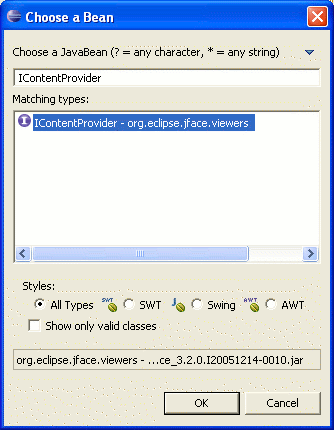 Choose a Bean
Choose a JavaBean (? = any character, * = any string)
IContentProvider
Matching types:
I IContentProvider - org.eclipse.jface.viewers
Styles:
All Types SWT SWT J Swing AWT AWT
Show only valid classes
org.eclipse.jface.viewers - ...ce_3.2.0.I20051214-0010.jar
OK Cancel